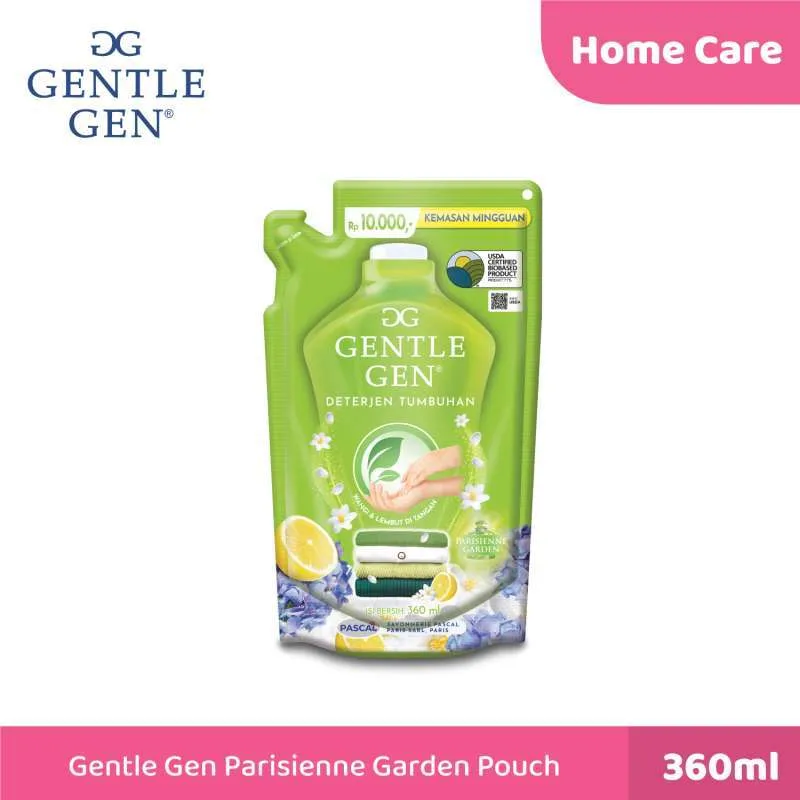 GG
GENTLE
GEN®
Home Care
Rp 10.000,-
KEMASAN MINGGUAN
USDA
CERTIFIED
BIOBASED
PRODUCT
GG
GENTLE
GEN®
DETERJEN TUMBUHAN
WANGI & LEMBUT DI TANGAN
PARISIENNE
GARDEN
ISI BERSIH 360 ml
PASCAL SAVONNERIE PASCAL
PARIS SARL, PARIS
Gentle Gen Parisienne Garden Pouch
360ml